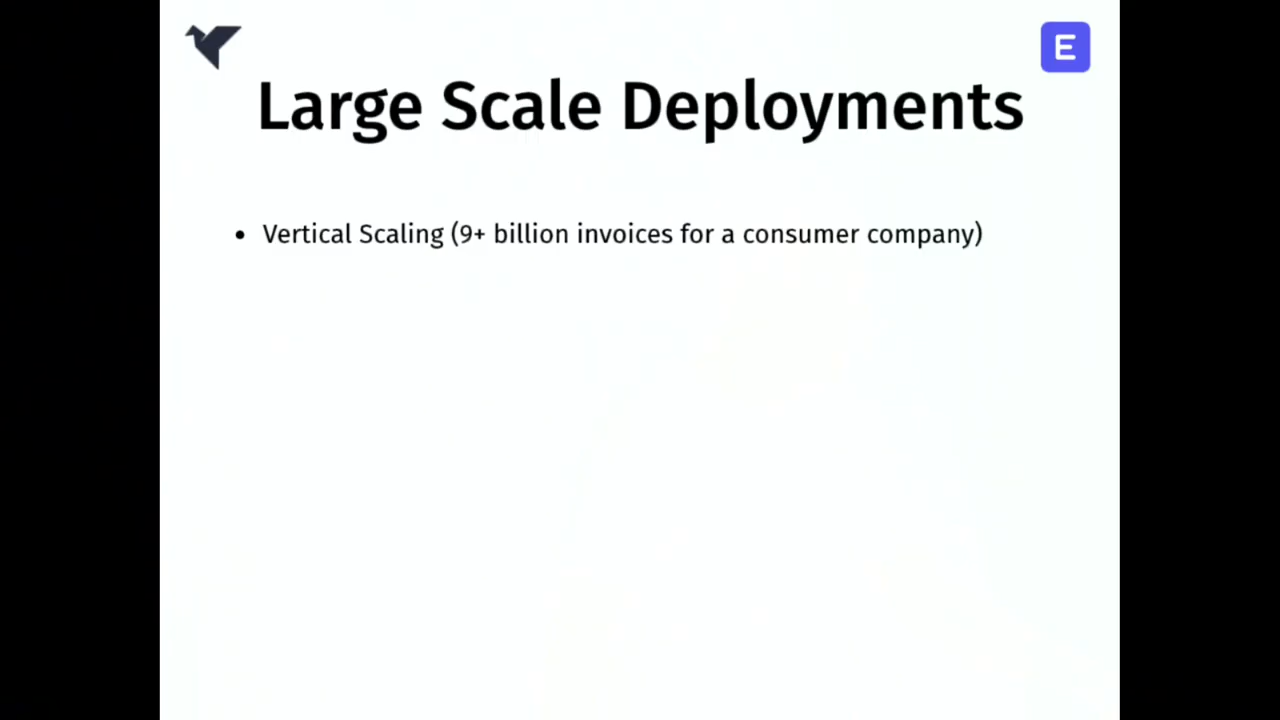 E
Large Scale Deployments
• Vertical Scaling (9+ billion invoices for a consumer company)